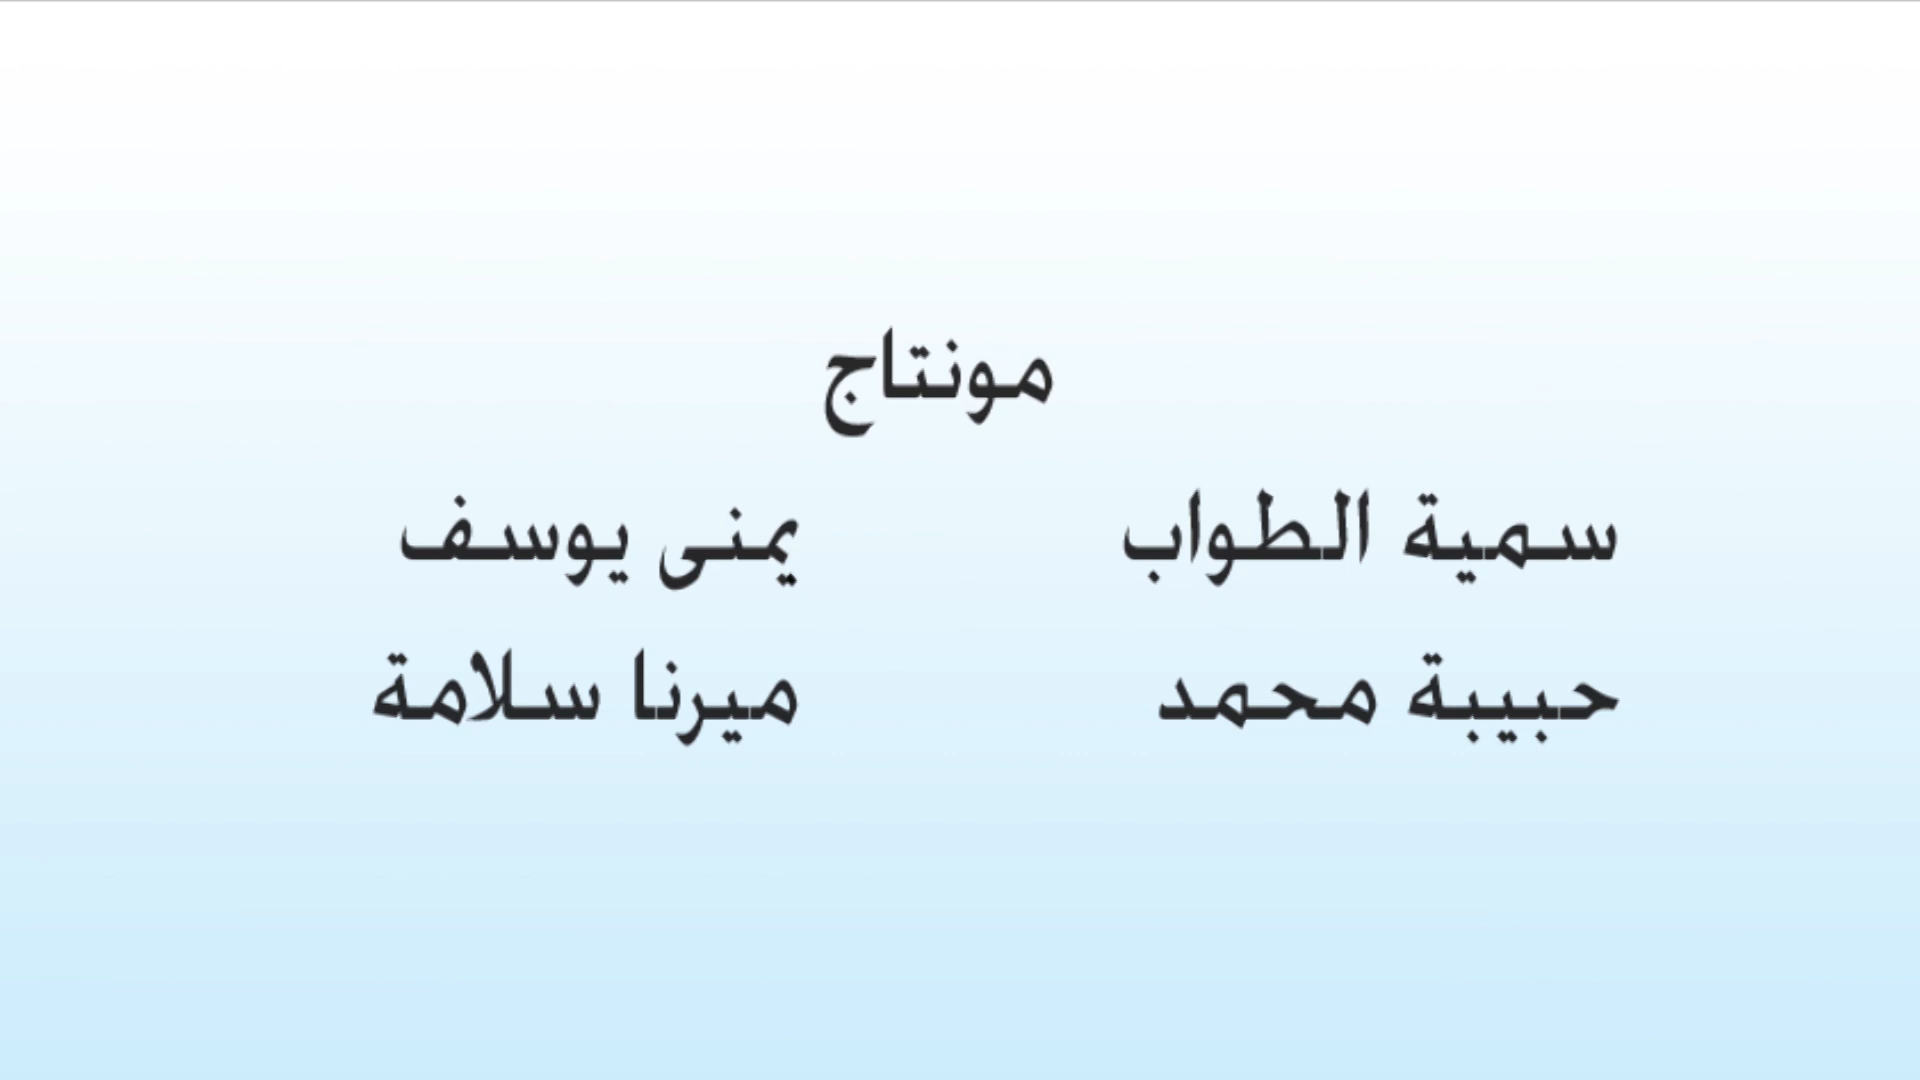 مونتاج
سمية الطواب يمنى يوسف
حبيبة محمد ميرنا سلامة